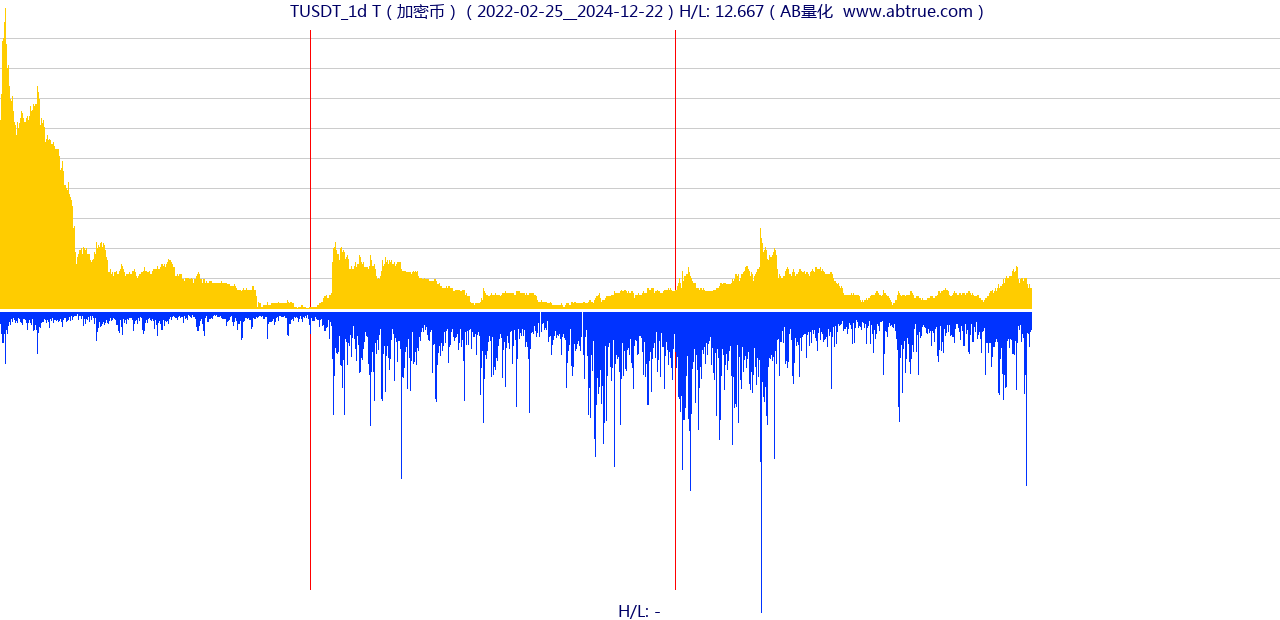 TUSDT_1d T ( 加密币 ) ( 2022-02-25__2024-12-22 ) H/L: 12.667 ( AB量化  www.abtrue.com )
H/L: -